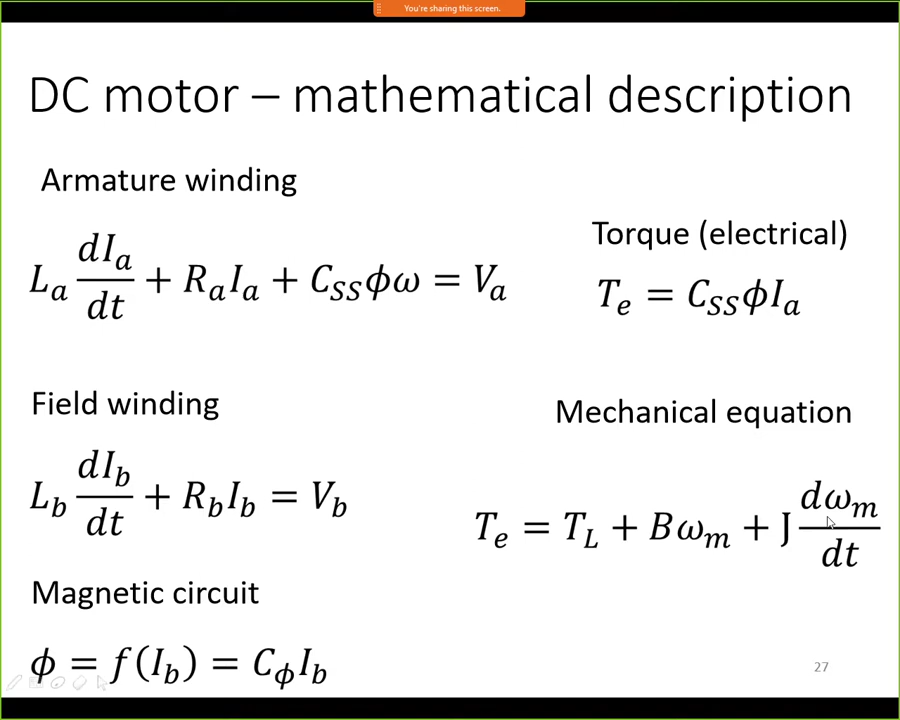 You're sharing this screen.
DC motor – mathematical description
Armature winding
L_a dI_a/dt + R_a I_a + C_SS ϕω = V_a
Torque (electrical)
T_e = C_SS ϕI_a
Field winding
L_b dI_b/dt + R_b I_b = V_b
Mechanical equation
T_e = T_L + Bω_m + J dω_m/dt
Magnetic circuit
ϕ = f(I_b) = C_ϕ I_b
27